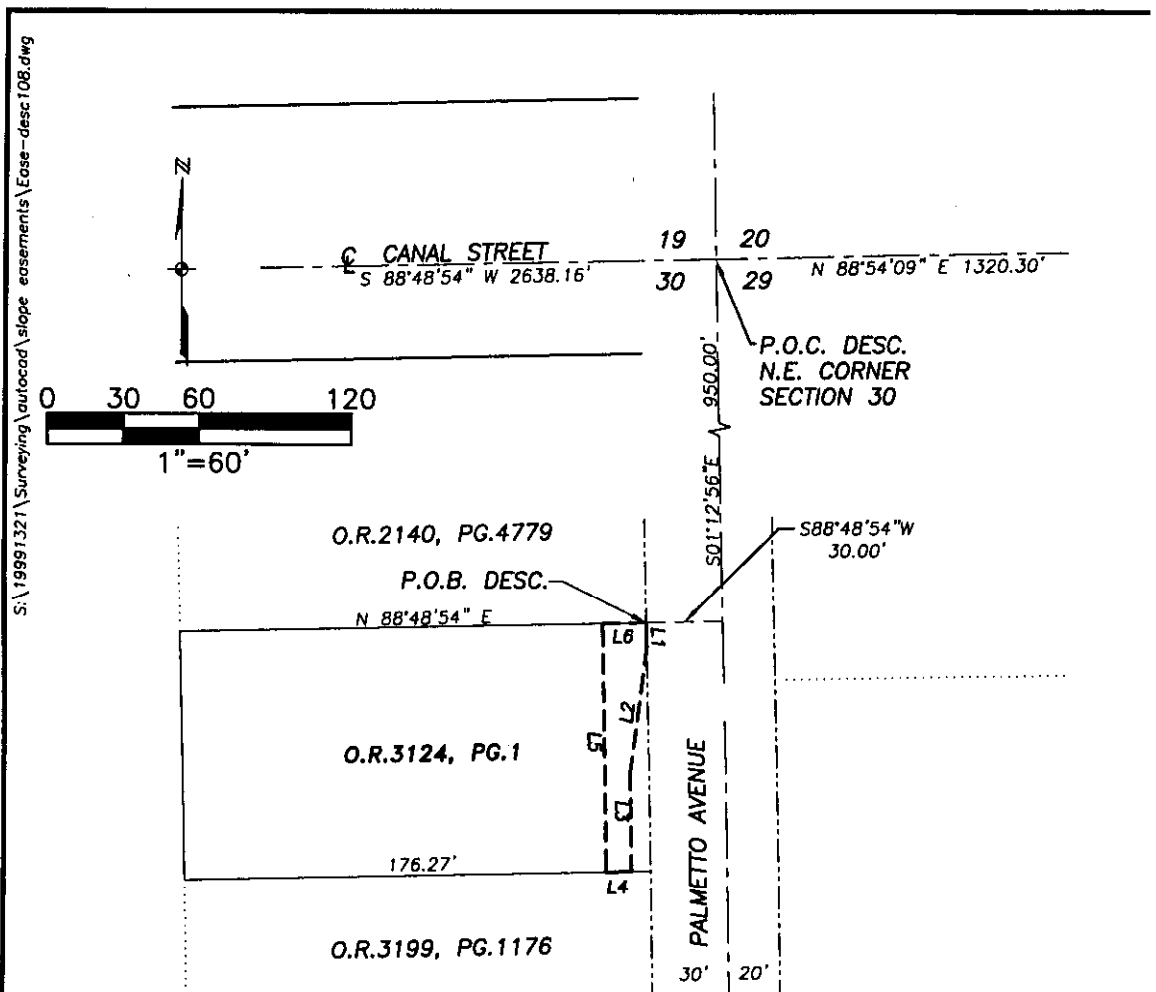 S:\19991321\Surveying\autocad\slope easements\Ease-desc108.dwg
N
℄ CANAL STREET
S 88°48'54" W 2638.16'
19
20
30
29
N 88°54'09" E 1320.30'
P.O.C. DESC.
N.E. CORNER
SECTION 30
0 30 60 120
1"=60'
S01°12'56"E 950.00'
O.R.2140, PG.4779
S88°48'54"W
30.00'
P.O.B. DESC.
N 88°48'54" E
L6
L1
L2
L5
O.R.3124, PG.1
L3
PALMETTO AVENUE
176.27'
L4
O.R.3199, PG.1176
30' 20'